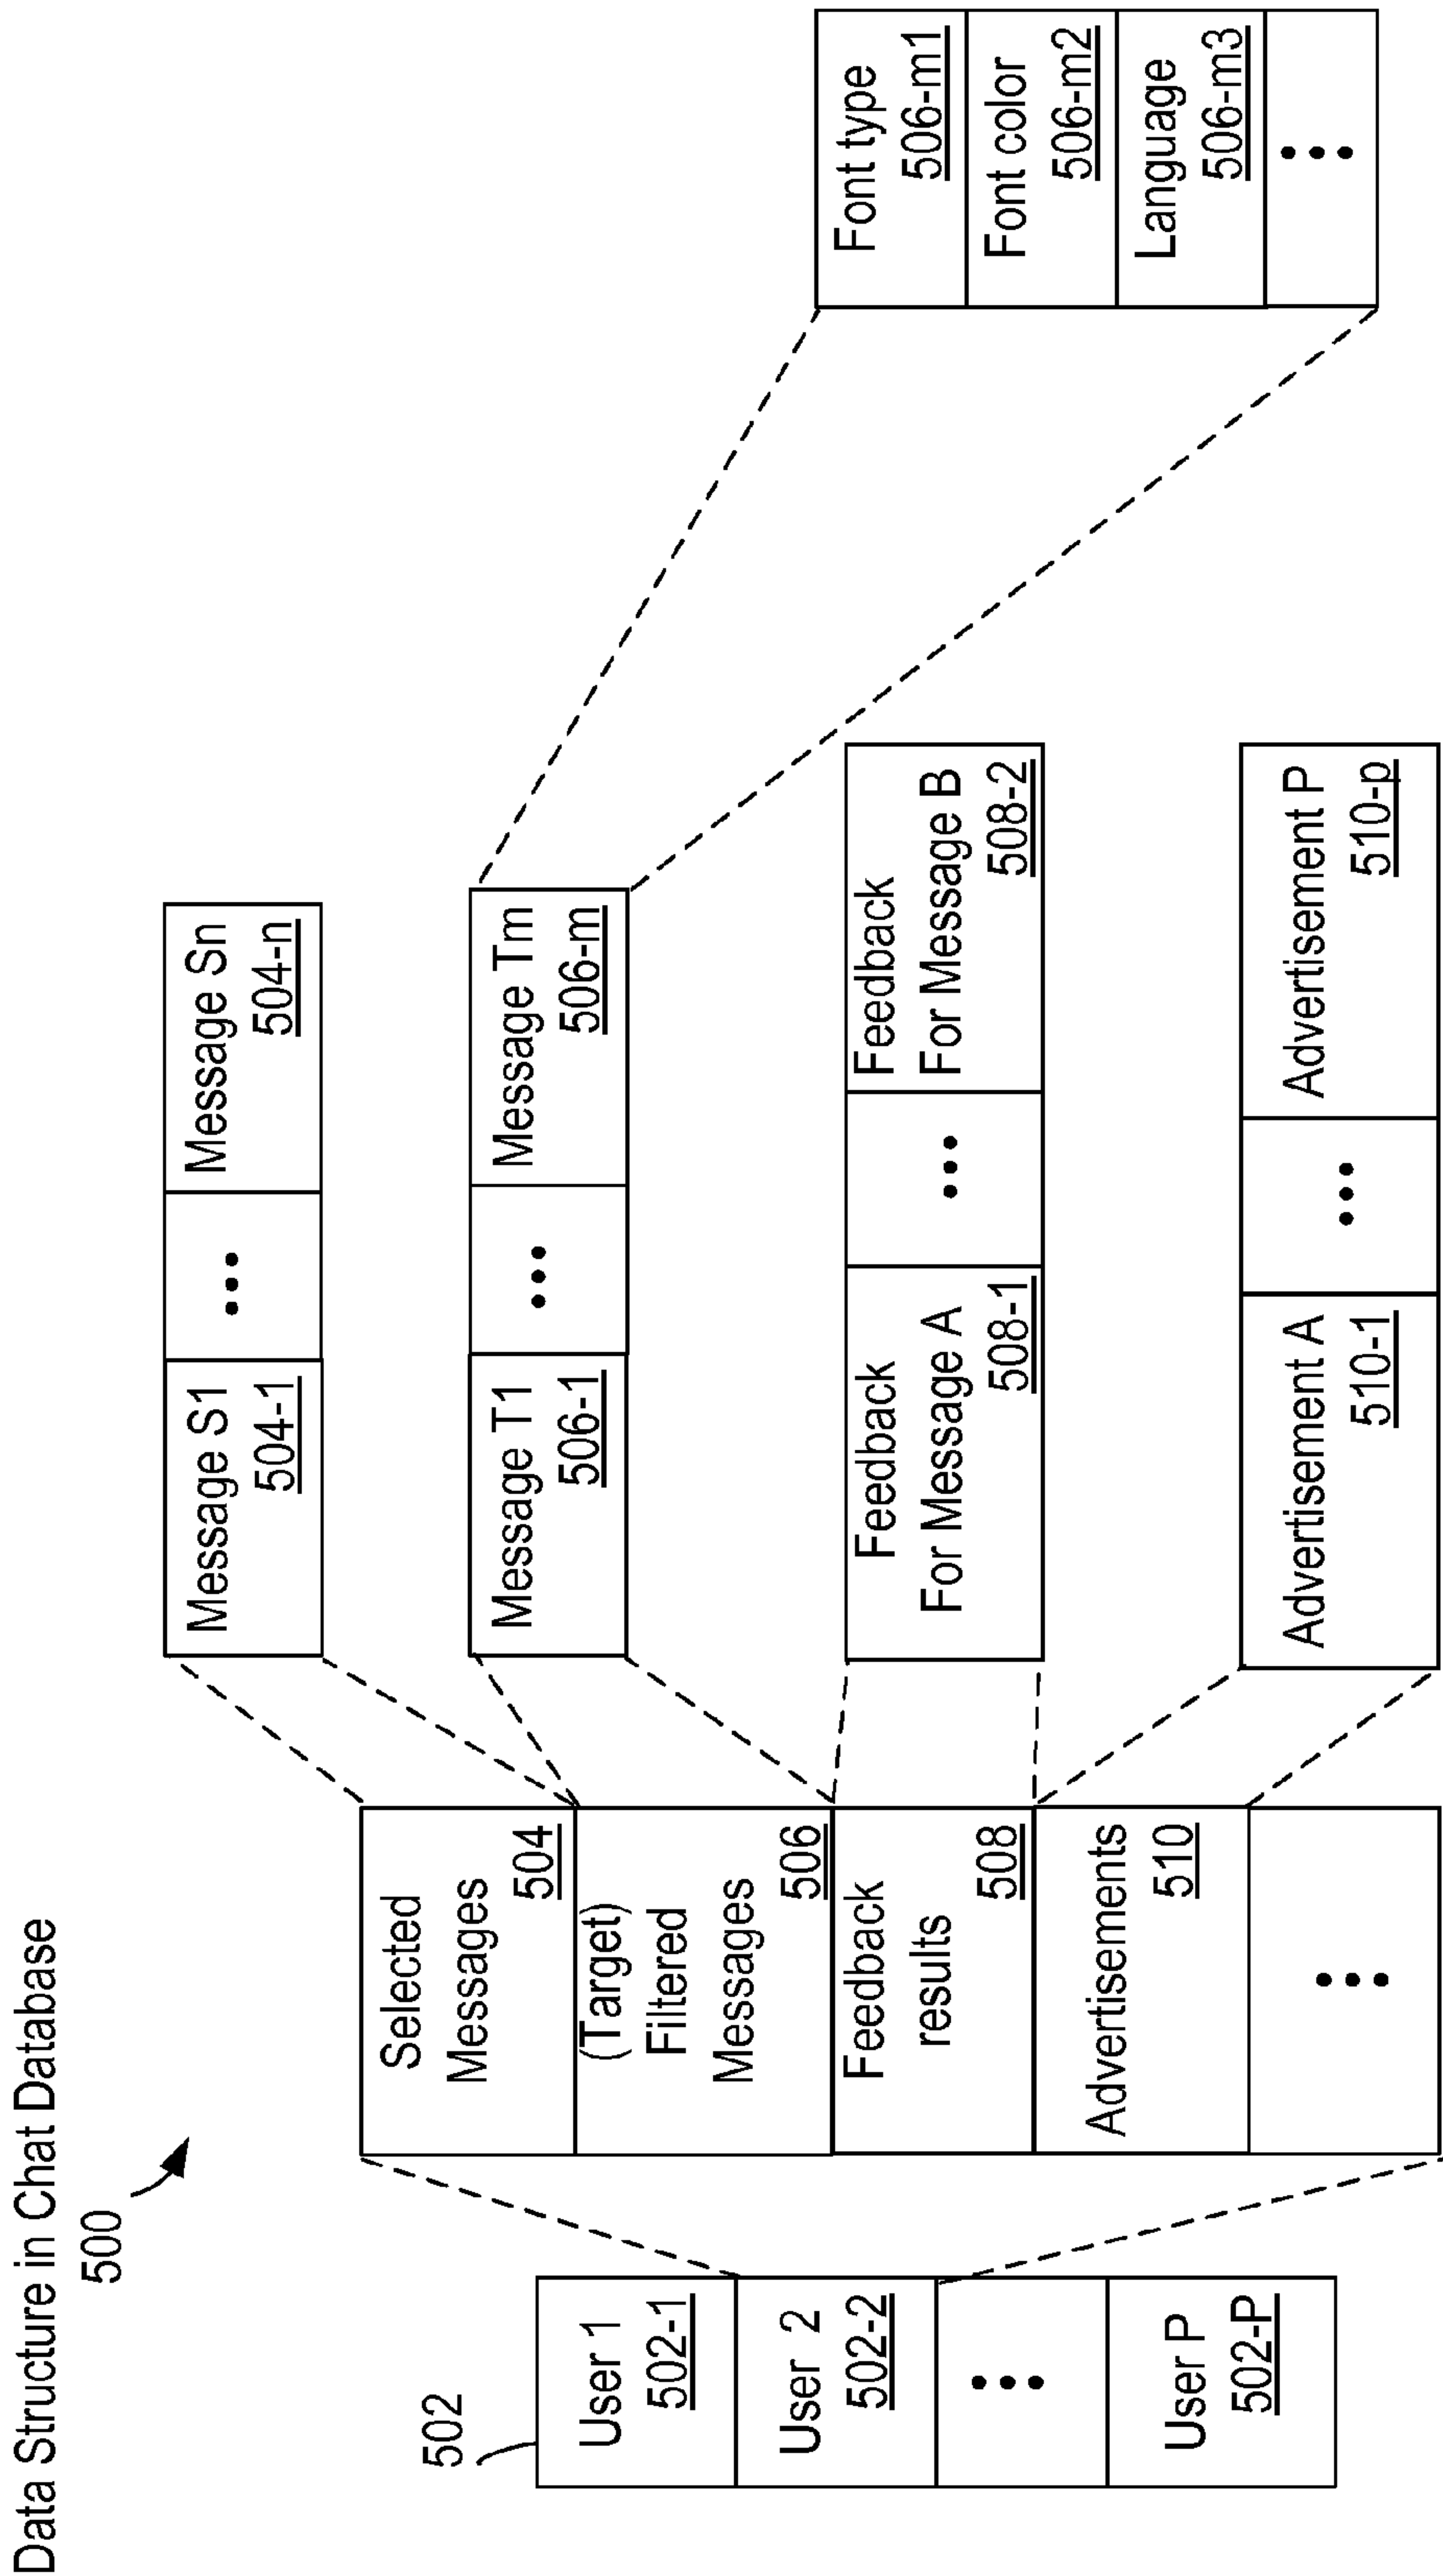 Data Structure in Chat Database
500
502
User 1
502-1
User 2
502-2
User P
502-P
Selected
Messages
504
(Target)
Filtered
Messages
506
Feedback
results
508
Advertisements
510
Message S1
504-1
Message Sn
504-n
Message T1
506-1
Message Tm
506-m
Feedback
For Message A
508-1
Feedback
For Message B
508-2
Advertisement A
510-1
Advertisement P
510-p
Font type
506-m1
Font color
506-m2
Language
506-m3